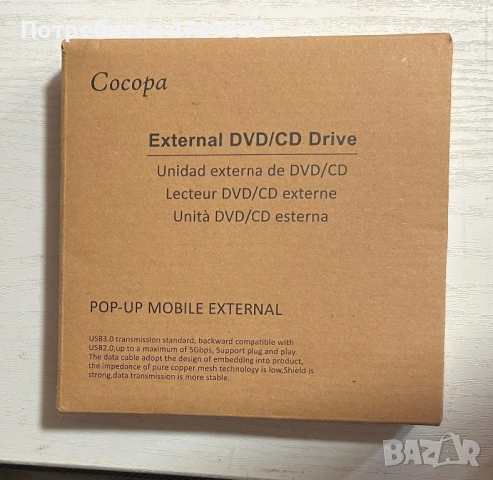 Cocopa
External DVD/CD Drive
Unidad externa de DVD/CD
Lecteur DVD/CD externe
Unità DVD/CD esterna
POP-UP MOBILE EXTERNAL
USB3.0 transmission standard, backward compatible with
USB2.0,up to a maximum of 5Gbps, Support plug and play.
The data cable adopt the design of embedding into product,
the impedance of pure copper mesh technology is low,Shield is
strong,data transmission is more stable.
BAZAR